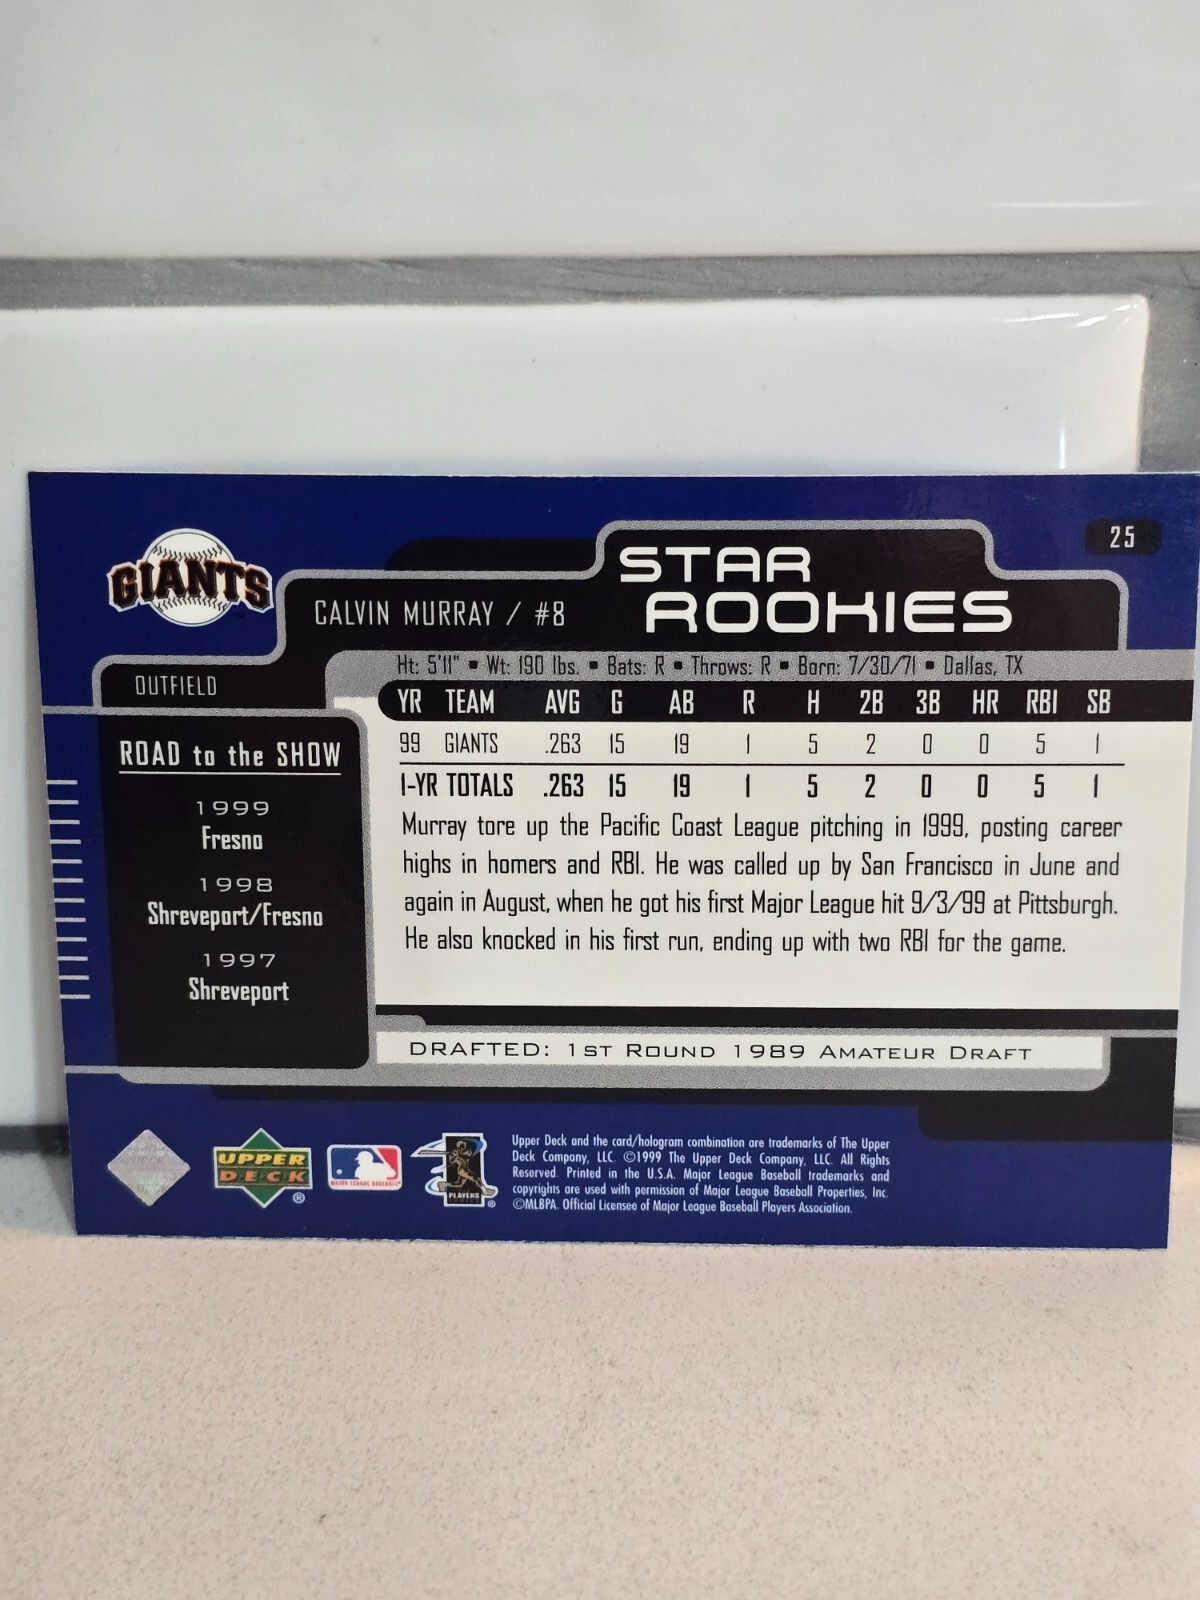 25
GIANTS
STAR
ROOKIES
CALVIN MURRAY / #8
OUTFIELD
Ht: 5'11" ▪ Wt: 190 lbs. ▪ Bats: R ▪ Throws: R ▪ Born: 7/30/71 ▪ Dallas, TX
YR TEAM AVG G AB R H 2B 3B HR RBI SB
99 GIANTS .263 15 19 1 5 2 0 0 5 1
1-YR TOTALS .263 15 19 1 5 2 0 0 5 1
Murray tore up the Pacific Coast League pitching in 1999, posting career
highs in homers and RBI. He was called up by San Francisco in June and
again in August, when he got his first Major League hit 9/3/99 at Pittsburgh.
He also knocked in his first run, ending up with two RBI for the game.
ROAD to the SHOW
1999
Fresno
1998
Shreveport/Fresno
1997
Shreveport
DRAFTED: 1ST ROUND 1989 AMATEUR DRAFT
UPPER
DECK
®
MAJOR LEAGUE BASEBALL
PLAYERS
CHOICE
®
Upper Deck and the card/hologram combination are trademarks of The Upper
Deck Company, LLC. ©1999 The Upper Deck Company, LLC. All Rights
Reserved. Printed in the U.S.A. Major League Baseball trademarks and
copyrights are used with permission of Major League Baseball Properties, Inc.
©MLBPA. Official Licensee of Major League Baseball Players Association.